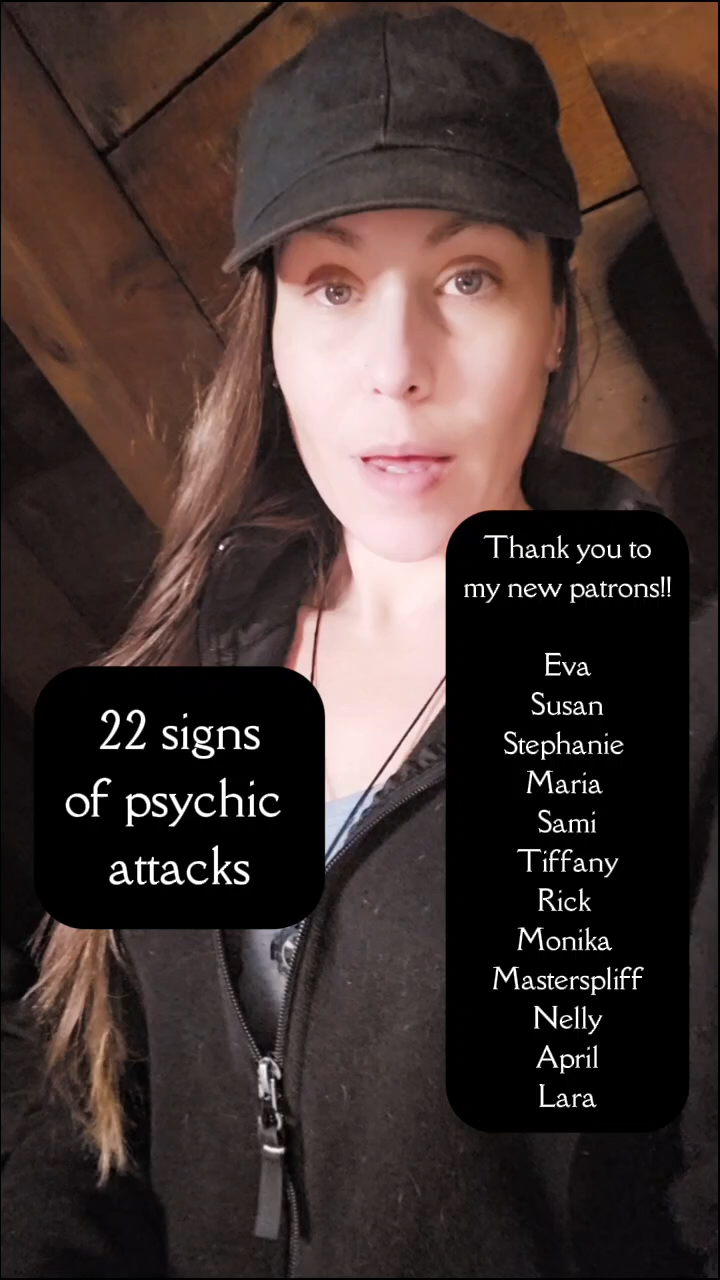 22 signs
of psychic
attacks
Thank you to
my new patrons!!
Eva
Susan
Stephanie
Maria
Sami
Tiffany
Rick
Monika
Masterspliff
Nelly
April
Lara